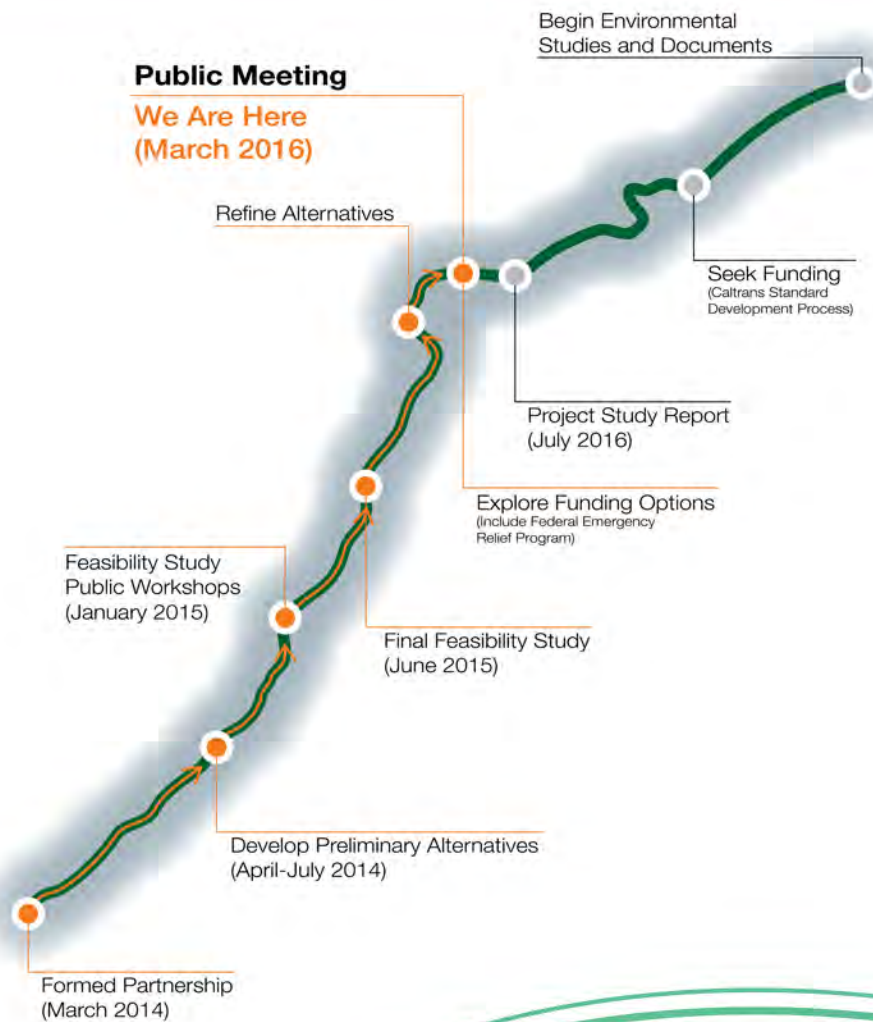 Begin Environmental
Studies and Documents
Public Meeting
We Are Here
(March 2016)
Refine Alternatives
Seek Funding
(Caltrans Standard
Development Process)
Project Study Report
(July 2016)
Explore Funding Options
(Include Federal Emergency
Relief Program)
Feasibility Study
Public Workshops
(January 2015)
Final Feasibility Study
(June 2015)
Develop Preliminary Alternatives
(April-July 2014)
Formed Partnership
(March 2014)